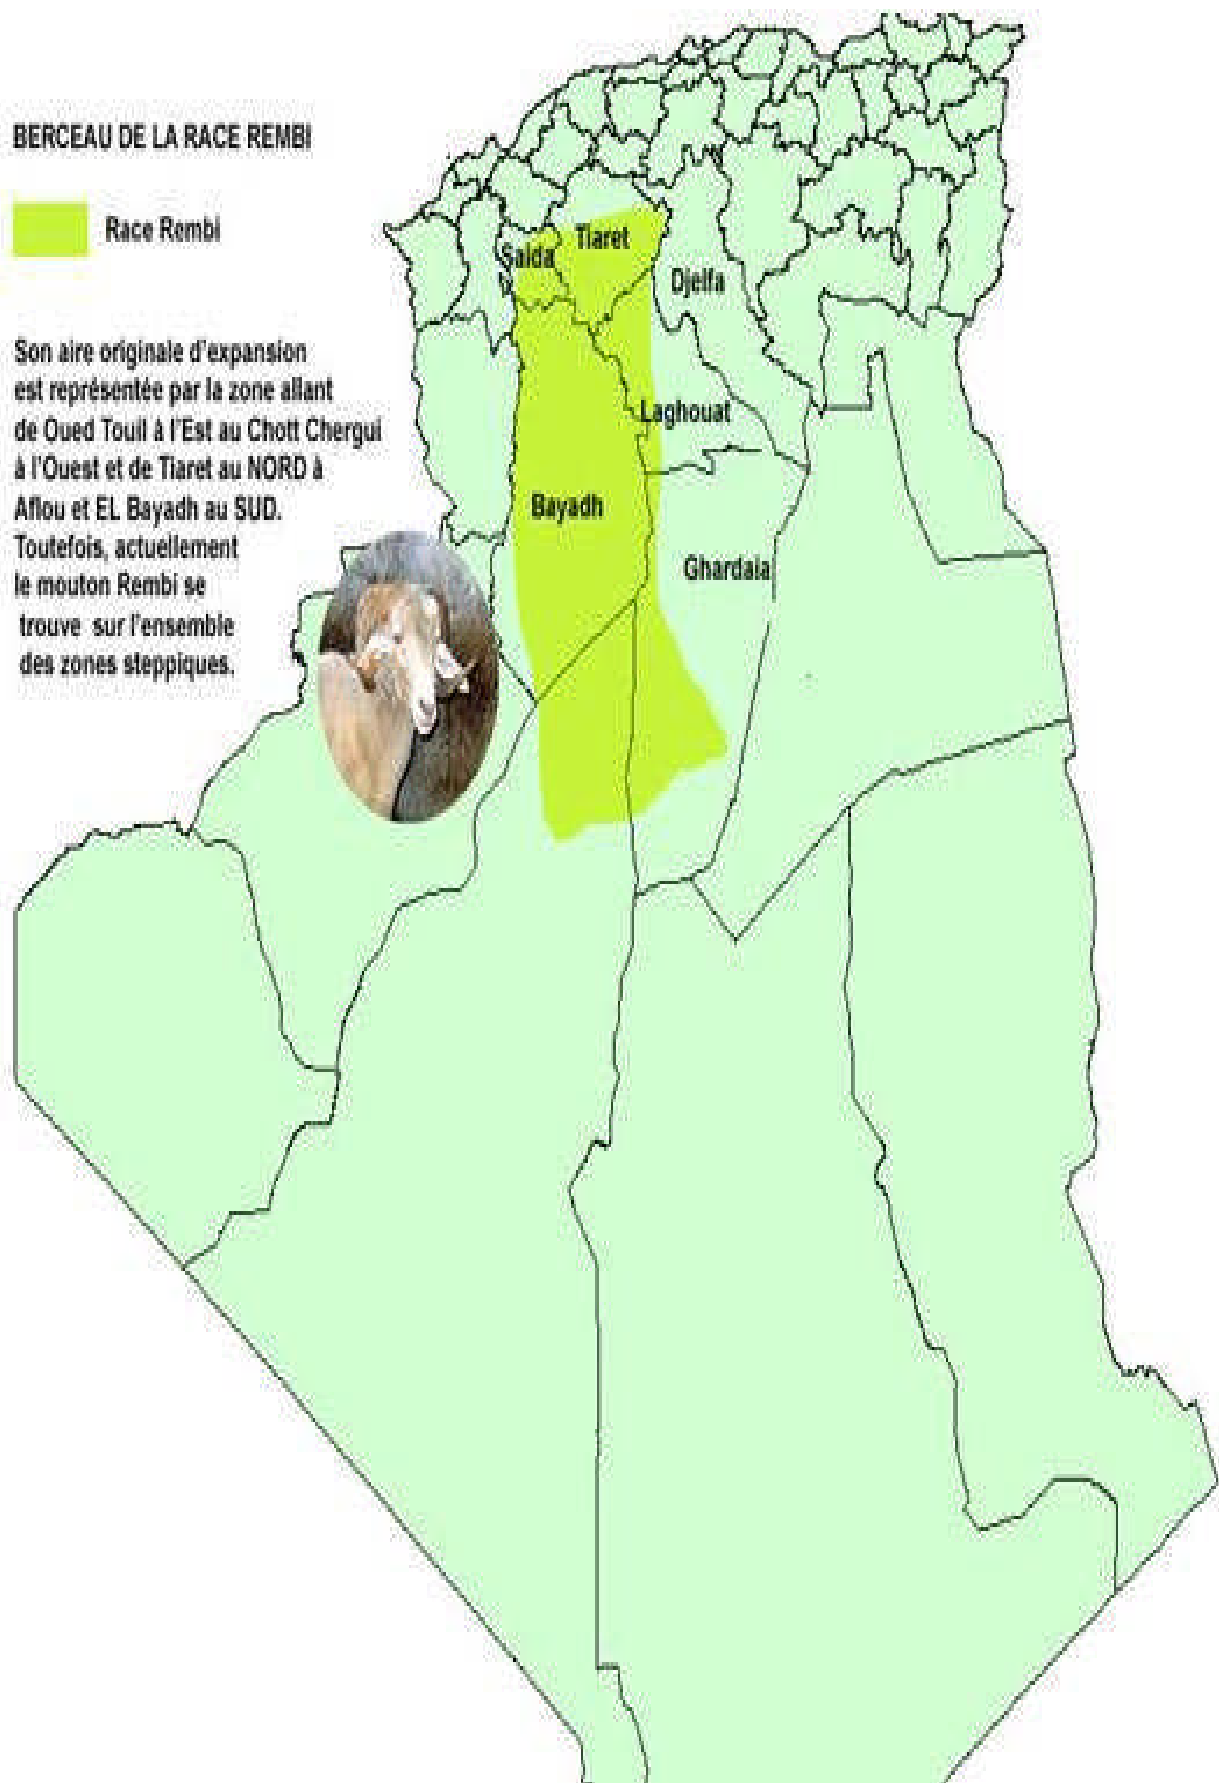 BERCEAU DE LA RACE REMBI
Race Rembi
Son aire originale d'expansion
est représentée par la zone allant
de Oued Touil à l'Est au Chott Chergui
à l'Ouest et de Tiaret au NORD à
Aflou et EL Bayadh au SUD.
Toutefois, actuellement
le mouton Rembi se
trouve sur l'ensemble
des zones steppiques.
Tiaret
Saida
Djelfa
Laghouat
Bayadh
Ghardaia